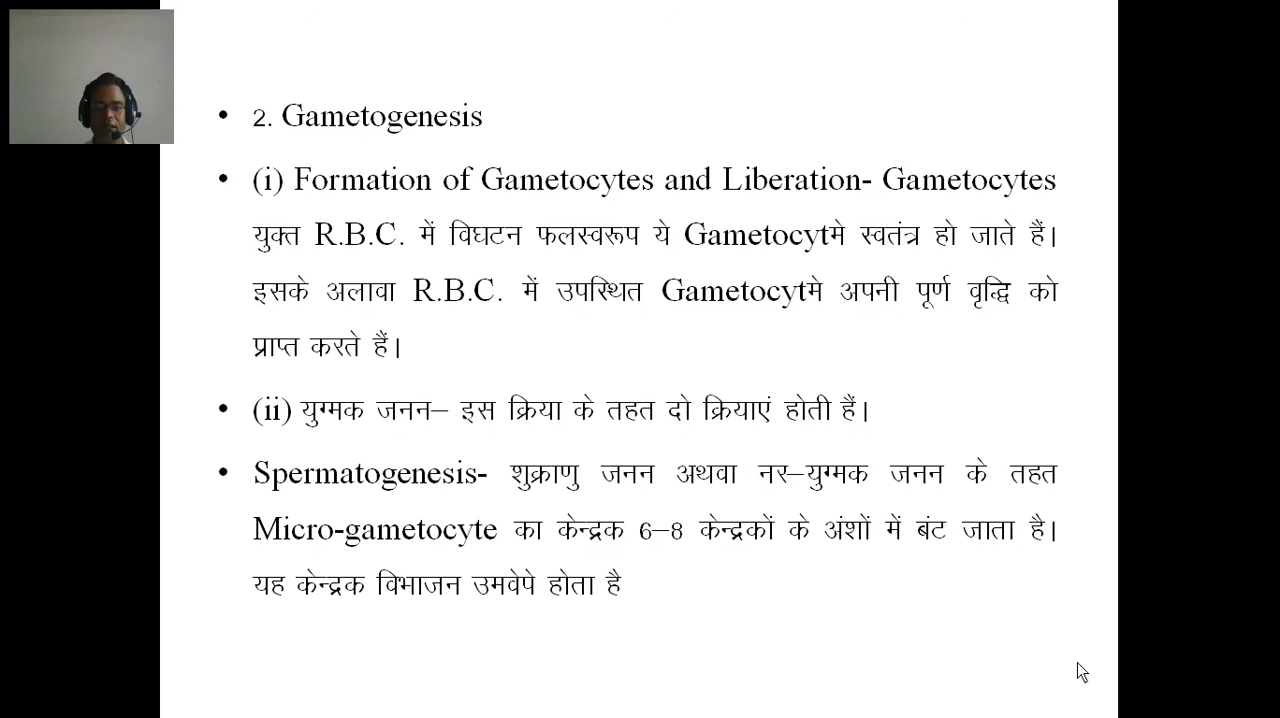 • 2. Gametogenesis
• (i) Formation of Gametocytes and Liberation- Gametocytes
युक्त R.B.C. में विघटन फलस्वरूप ये Gametocytमे स्वतंत्र हो जाते हैं।
इसके अलावा R.B.C. में उपस्थित Gametocytमे अपनी पूर्ण वृद्धि को
प्राप्त करते हैं।
• (ii) युग्मक जनन– इस क्रिया के तहत दो क्रियाएं होती हैं।
• Spermatogenesis- शुक्राणु जनन अथवा नर–युग्मक जनन के तहत
Micro-gametocyte का केन्द्रक 6–8 केन्द्रकों के अंशों में बंट जाता है।
यह केन्द्रक विभाजन उमवेपे होता है